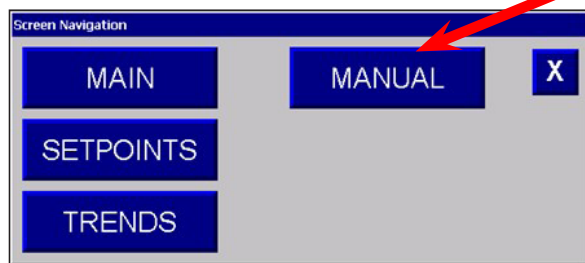 Screen Navigation
MAIN
MANUAL
X
SETPOINTS
TRENDS